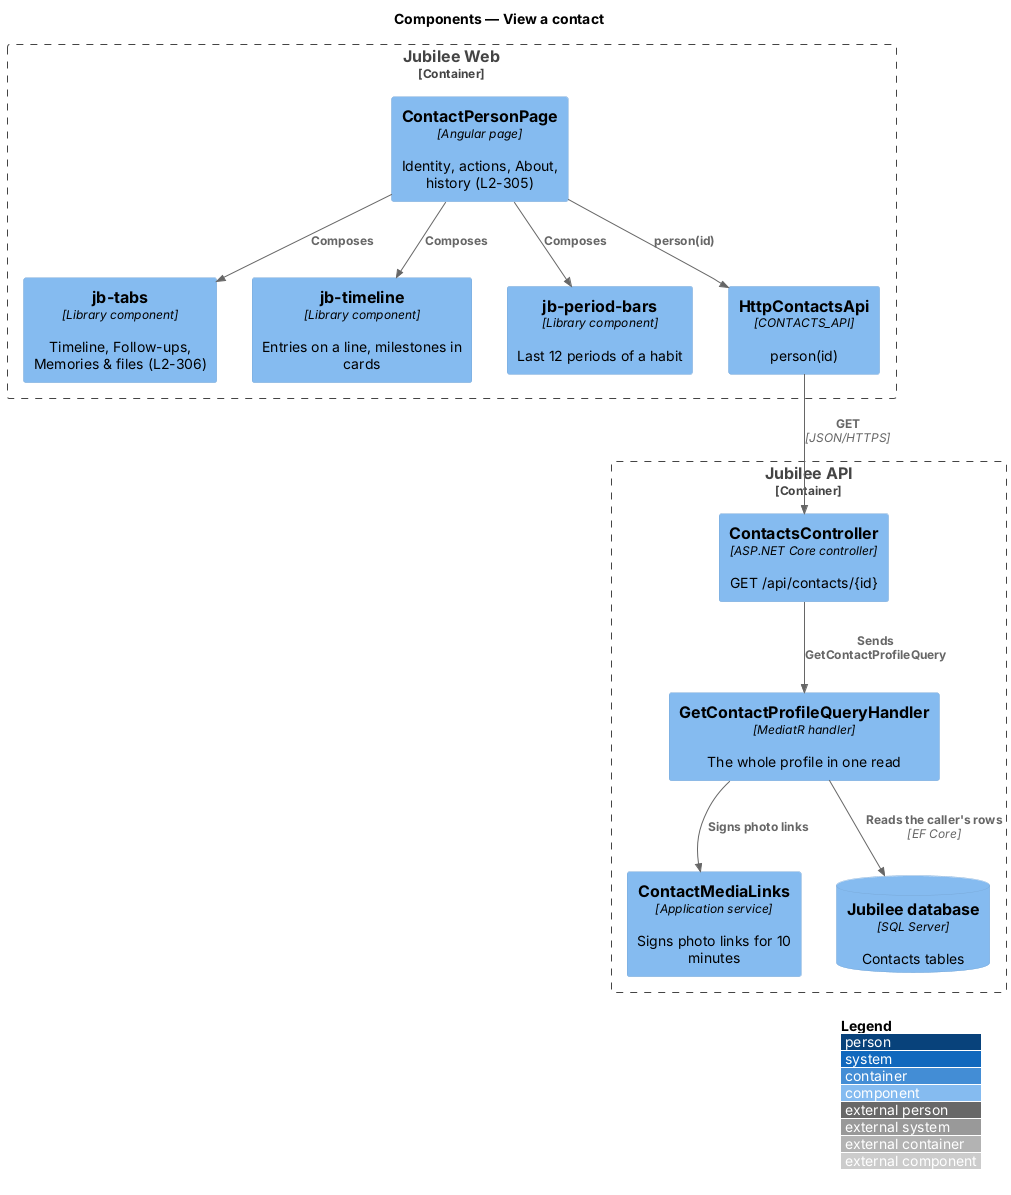 Components — View a contact
Jubilee Web
[Container]
ContactPersonPage
[Angular page]
Identity, actions, About,
history (L2-305)
Composes
Composes
Composes
person(id)
jb-tabs
[Library component]
Timeline, Follow-ups,
Memories & files (L2-306)
jb-timeline
[Library component]
Entries on a line, milestones in
cards
jb-period-bars
[Library component]
Last 12 periods of a habit
HttpContactsApi
[CONTACTS_API]
person(id)
GET
[JSON/HTTPS]
Jubilee API
[Container]
ContactsController
[ASP.NET Core controller]
GET /api/contacts/{id}
Sends
GetContactProfileQuery
GetContactProfileQueryHandler
[MediatR handler]
The whole profile in one read
Signs photo links
Reads the caller's rows
[EF Core]
ContactMediaLinks
[Application service]
Signs photo links for 10
minutes
Jubilee database
[SQL Server]
Contacts tables
Legend
person
system
container
component
external person
external system
external container
external component